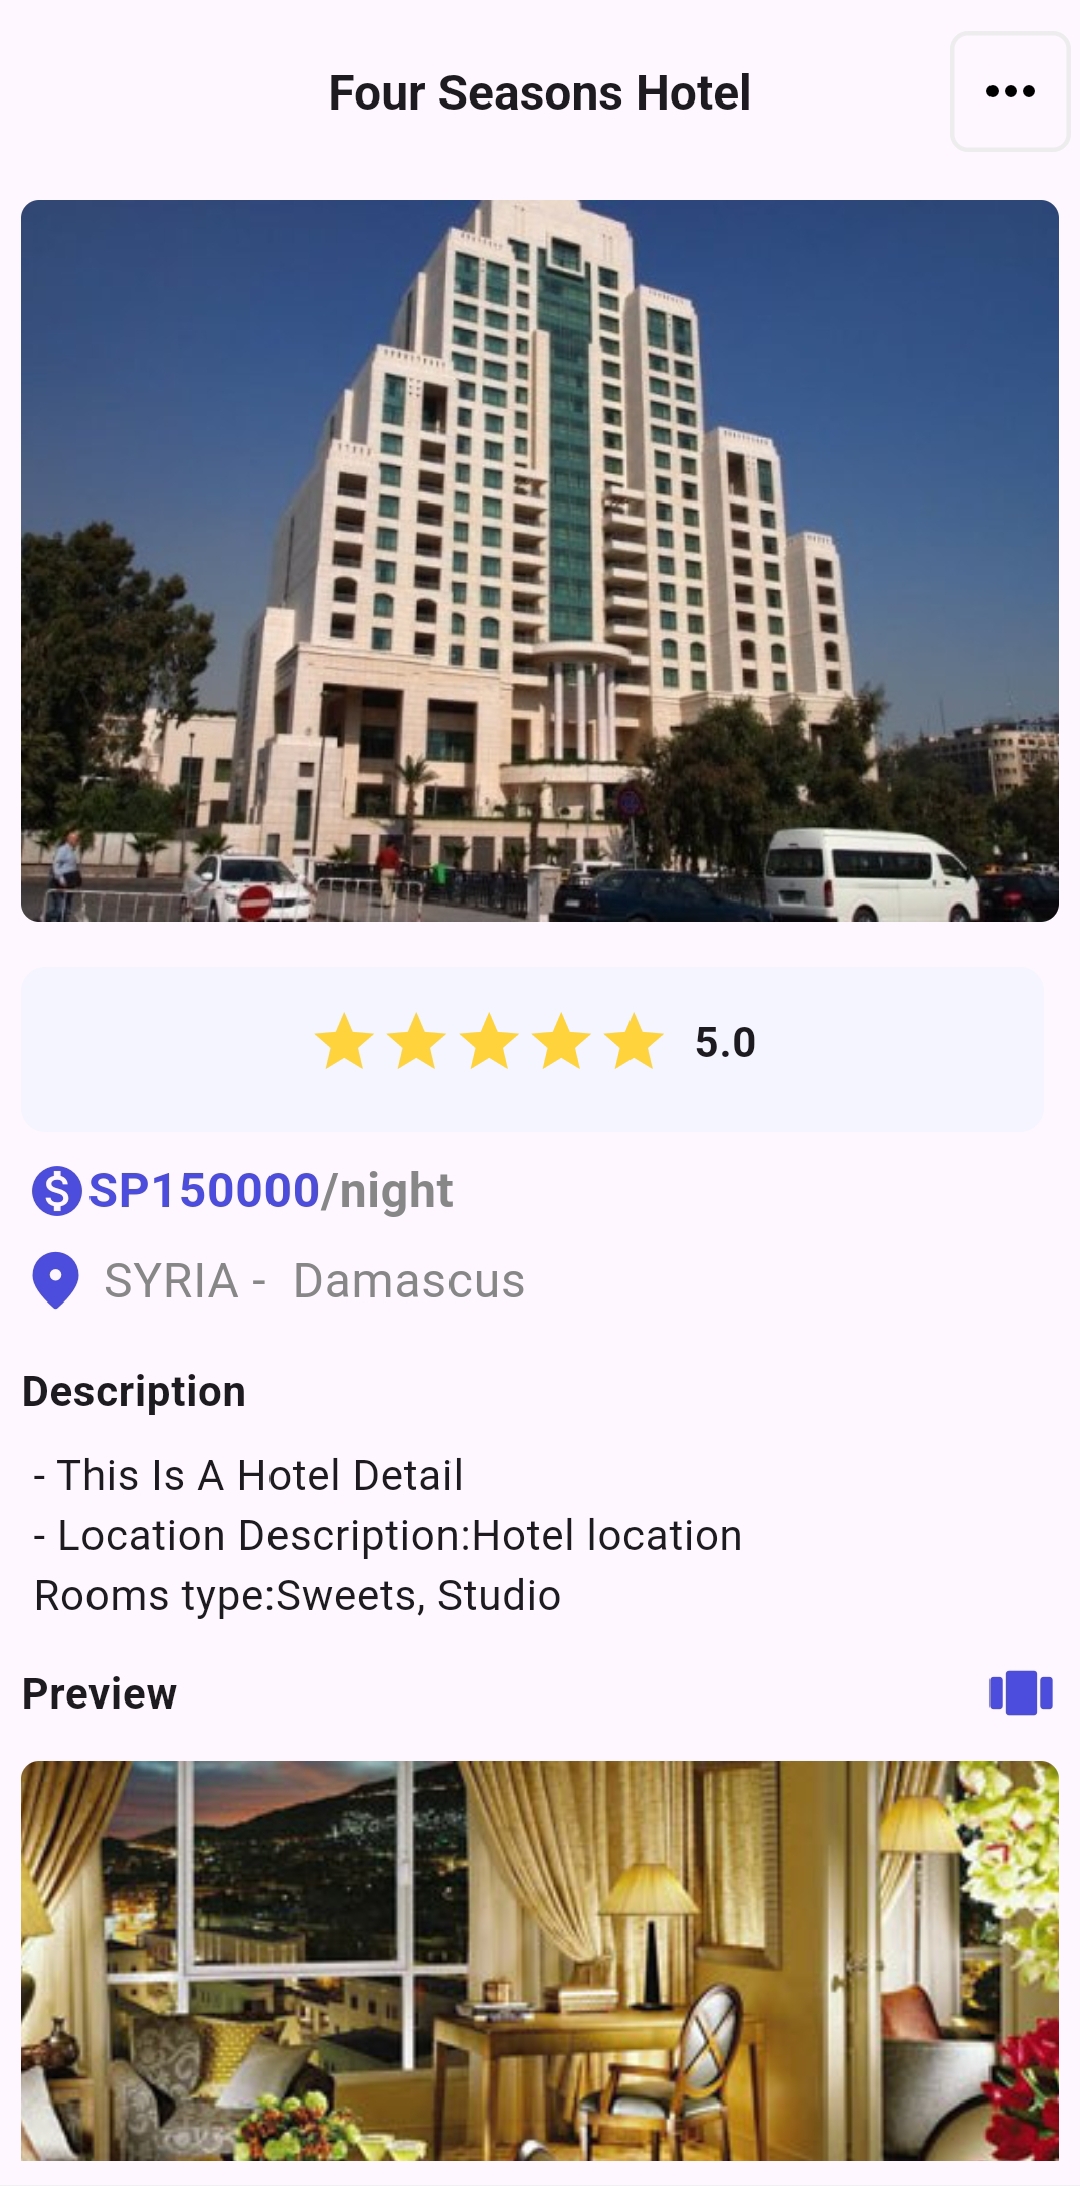 Four Seasons Hotel
5.0
SP150000/night
SYRIA - Damascus
Description
- This Is A Hotel Detail
- Location Description:Hotel location
Rooms type:Sweets, Studio
Preview